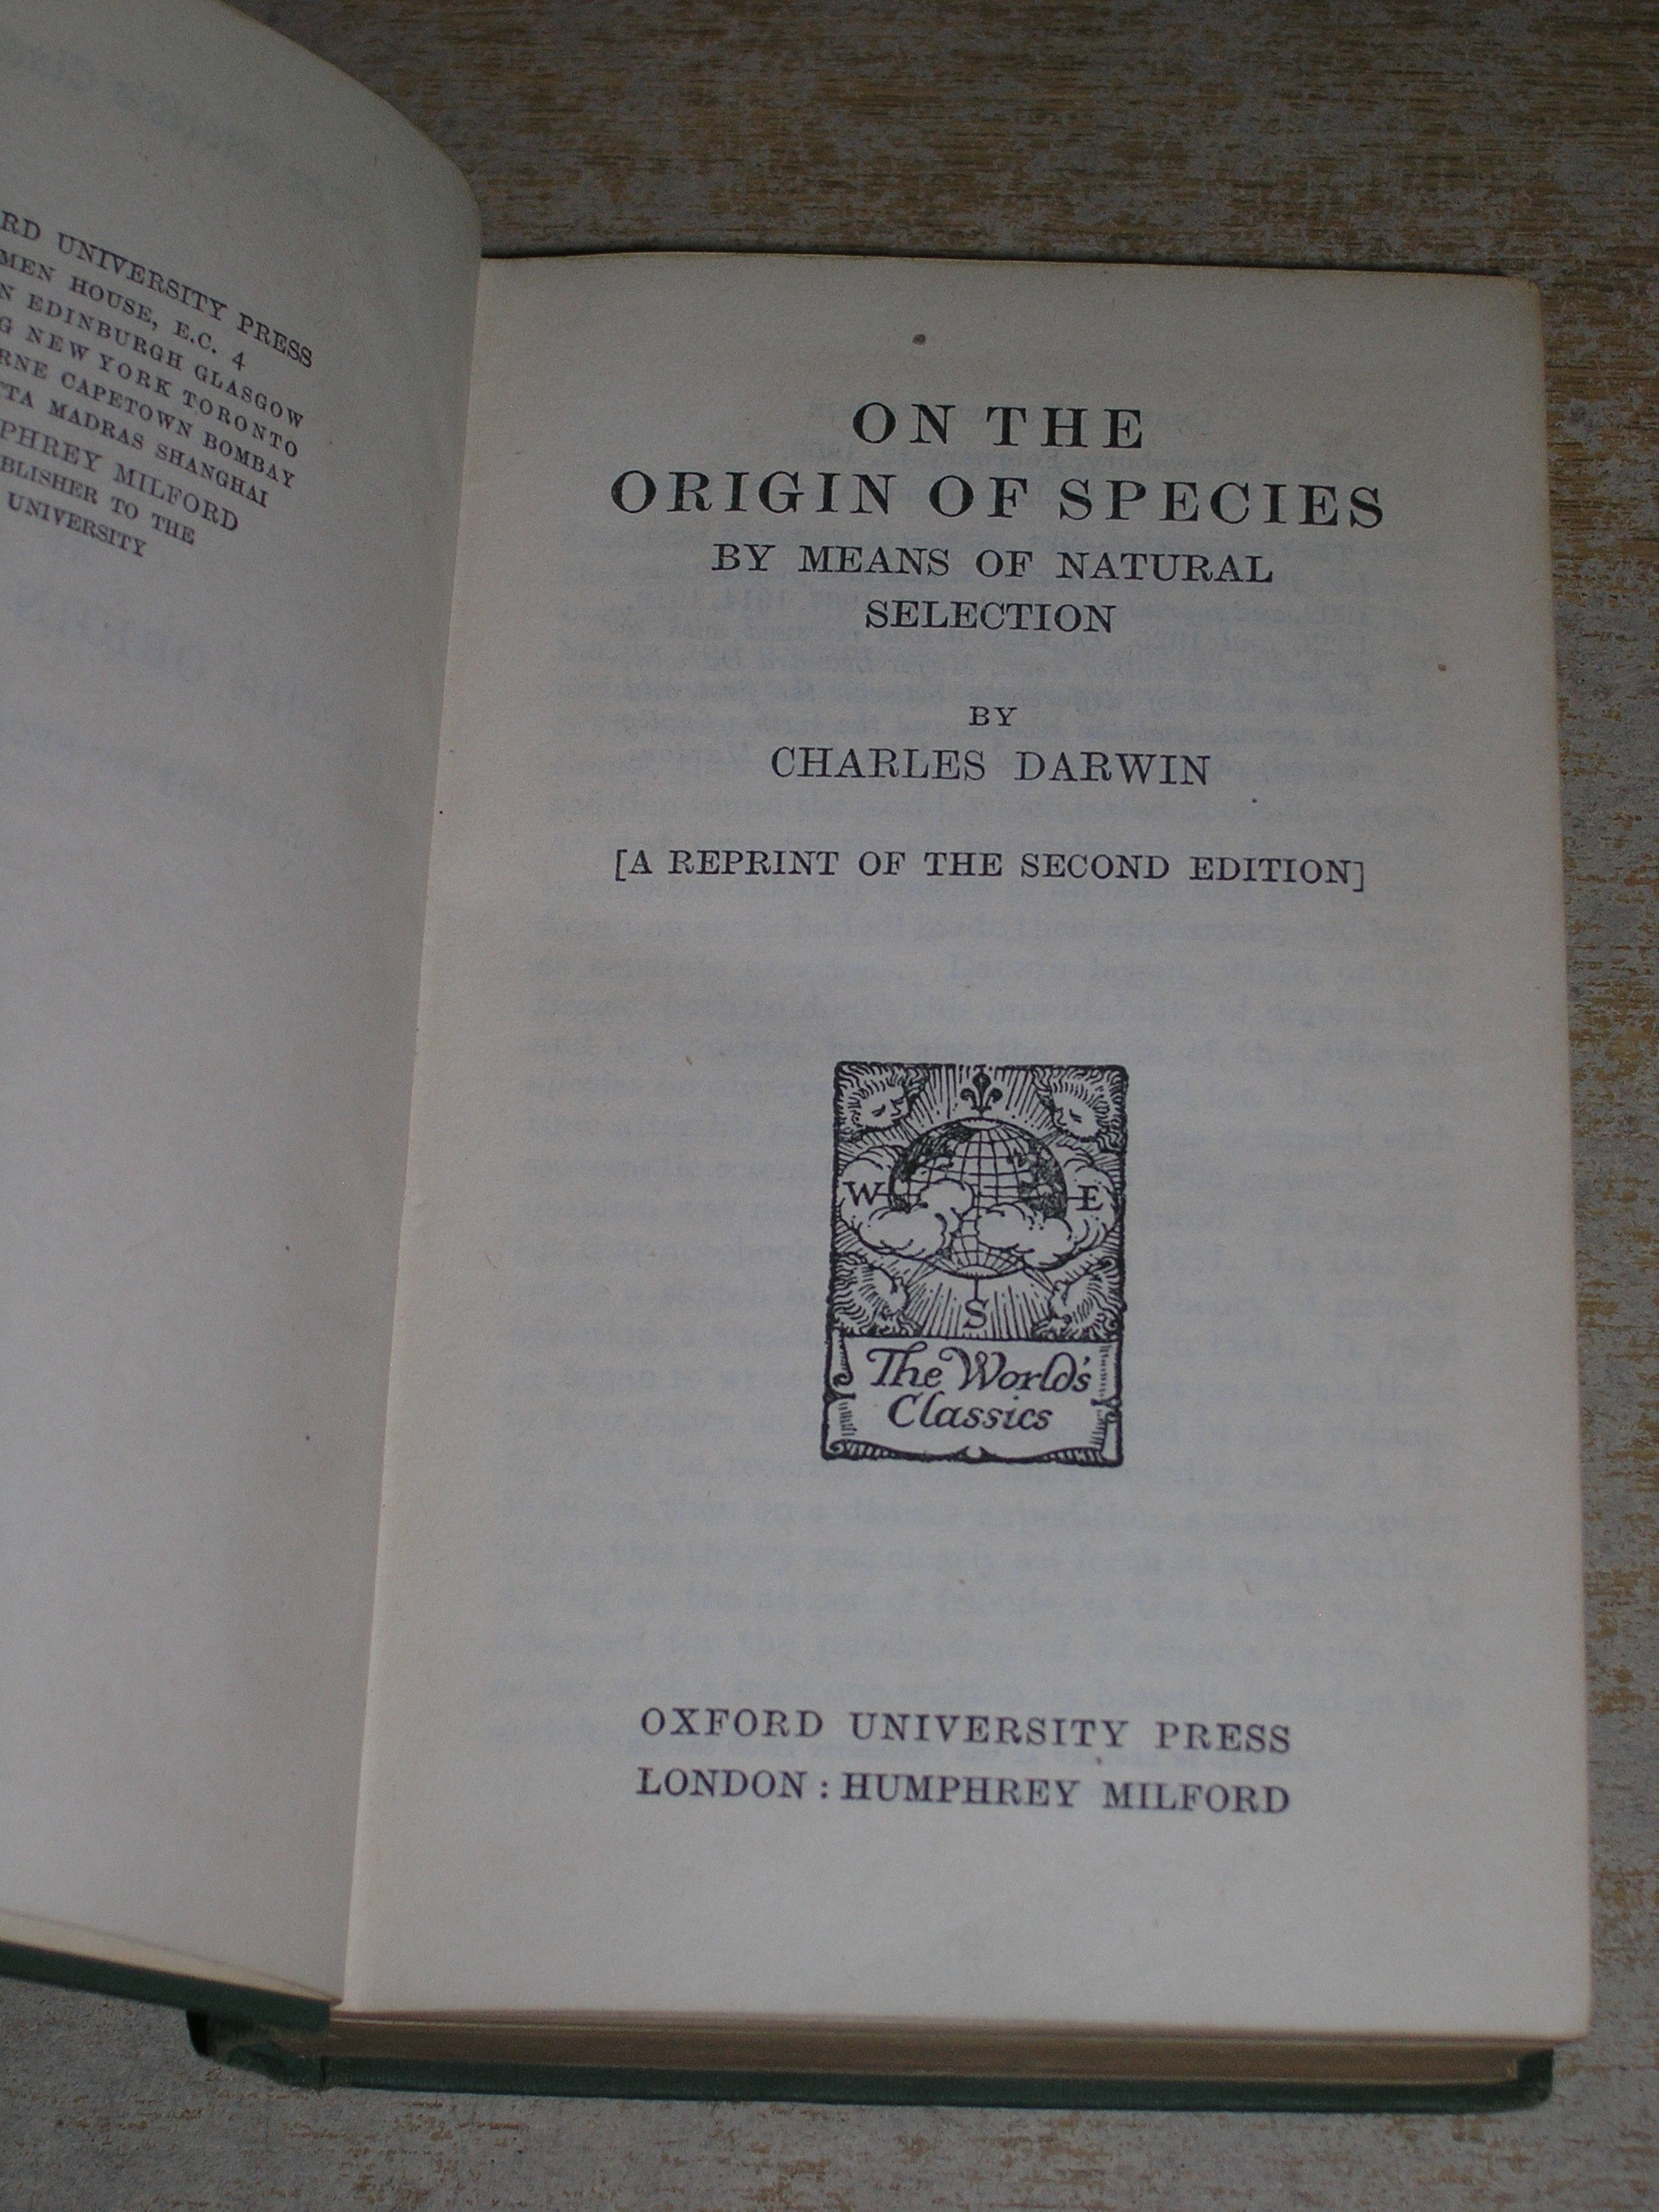 UNIVERSITY PRESS
HOUSE, E.C. 4
EDINBURGH GLASGOW
NEW YORK TORONTO
CAPETOWN BOMBAY
MADRAS SHANGHAI
MILFORD
TO THE
UNIVERSITY
ON THE
ORIGIN OF SPECIES
BY MEANS OF NATURAL
SELECTION
BY
CHARLES DARWIN
[A REPRINT OF THE SECOND EDITION]
W E
S
The World's
Classics
OXFORD UNIVERSITY PRESS
LONDON : HUMPHREY MILFORD